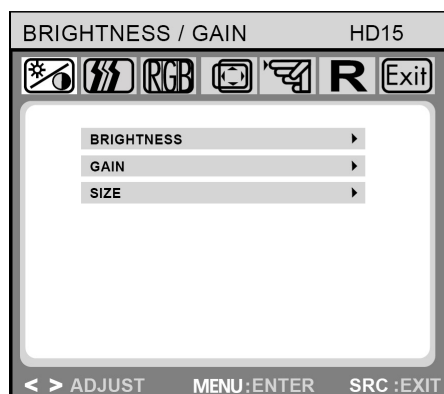 BRIGHTNESS / GAIN HD15
RGB R Exit
BRIGHTNESS
GAIN
SIZE
< > ADJUST MENU:ENTER SRC :EXIT